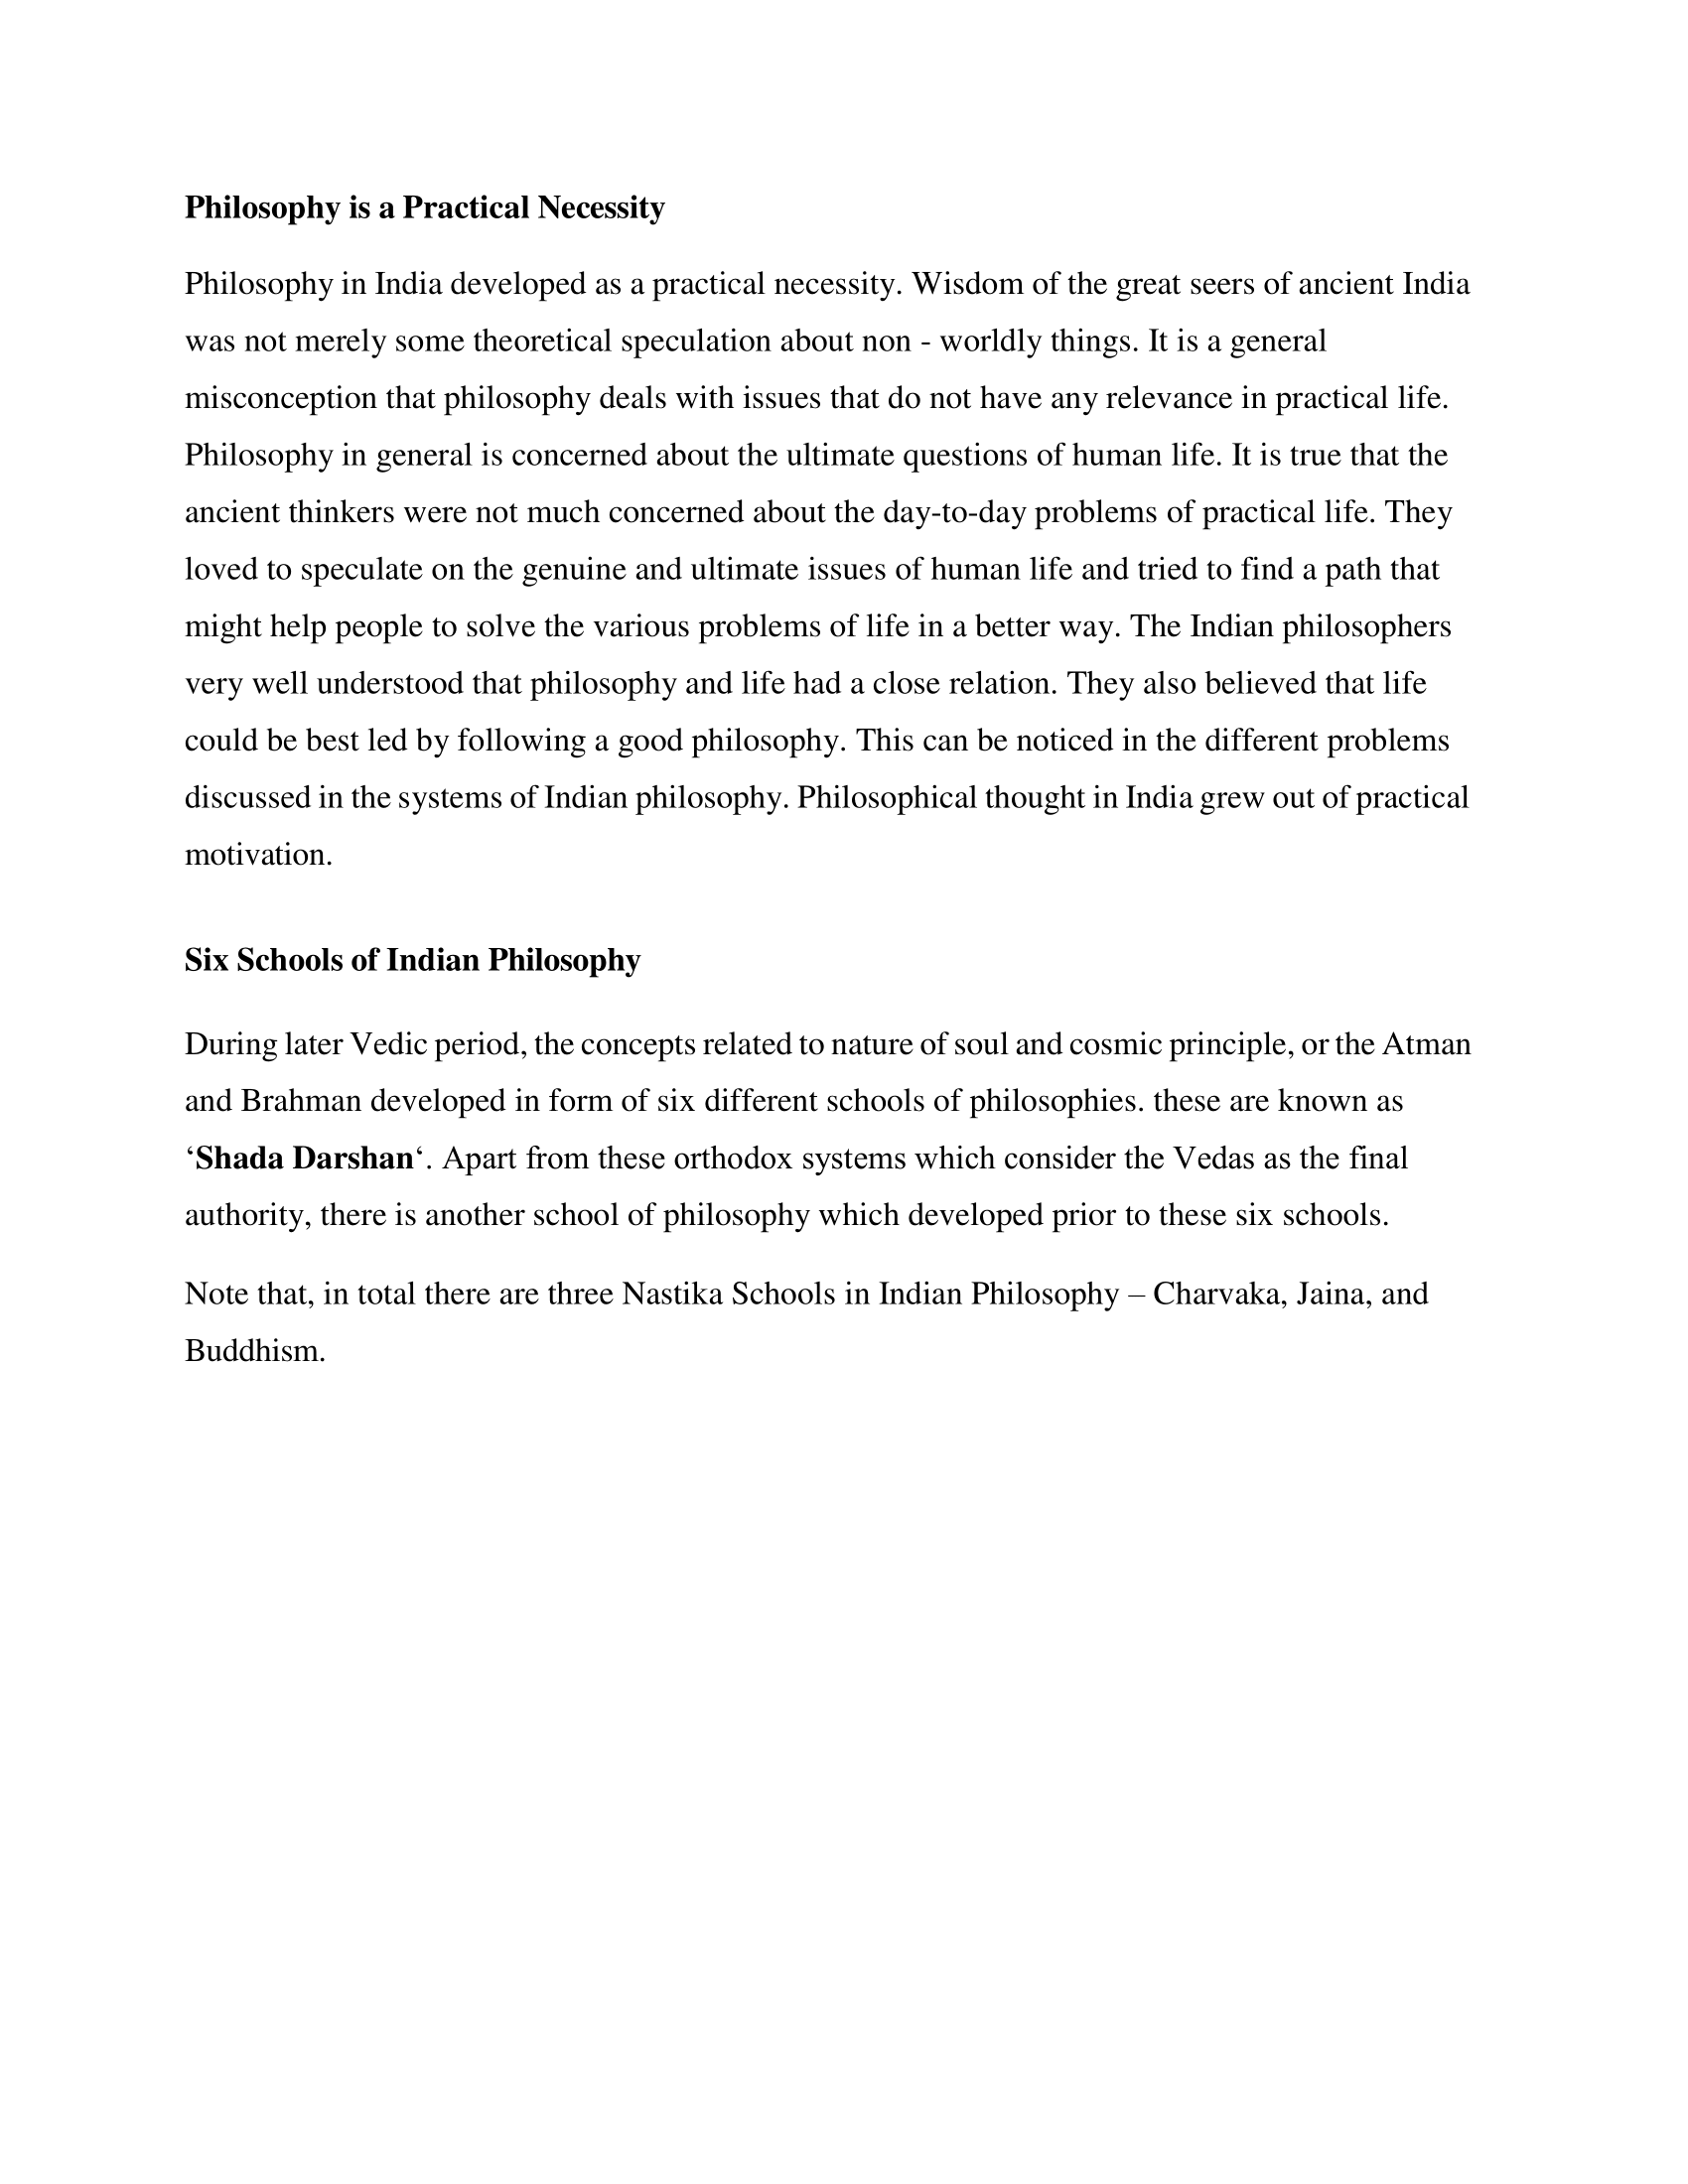 Philosophy is a Practical Necessity
Philosophy in India developed as a practical necessity. Wisdom of the great seers of ancient India
was not merely some theoretical speculation about non - worldly things. It is a general
misconception that philosophy deals with issues that do not have any relevance in practical life.
Philosophy in general is concerned about the ultimate questions of human life. It is true that the
ancient thinkers were not much concerned about the day-to-day problems of practical life. They
loved to speculate on the genuine and ultimate issues of human life and tried to find a path that
might help people to solve the various problems of life in a better way. The Indian philosophers
very well understood that philosophy and life had a close relation. They also believed that life
could be best led by following a good philosophy. This can be noticed in the different problems
discussed in the systems of Indian philosophy. Philosophical thought in India grew out of practical
motivation.
Six Schools of Indian Philosophy
During later Vedic period, the concepts related to nature of soul and cosmic principle, or the Atman
and Brahman developed in form of six different schools of philosophies. these are known as
‘Shada Darshan‘. Apart from these orthodox systems which consider the Vedas as the final
authority, there is another school of philosophy which developed prior to these six schools.
Note that, in total there are three Nastika Schools in Indian Philosophy – Charvaka, Jaina, and
Buddhism.